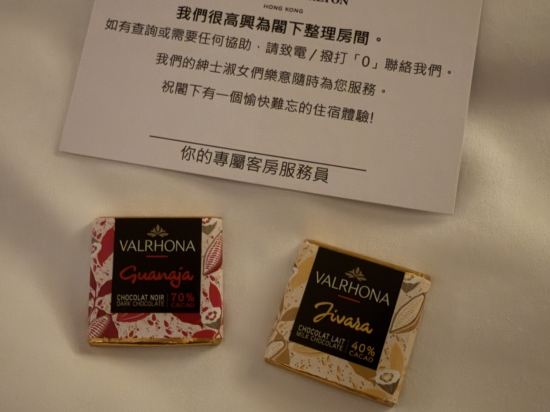 HONG KONG
我們很高興為閣下整理房間。
如有查詢或需要任何協助、請致電／撥打「0」聯絡我們。
我們的紳士淑女們樂意隨時為您服務。
祝閣下有一個愉快難忘的住宿體驗!
你的專屬客房服務員
VALRHONA
Guanaja
CHOCOLAT NOIR
DARK CHOCOLATE
70%
CACAO
VALRHONA
Jivara
CHOCOLAT LAIT
MILK CHOCOLATE
40%
CACAO